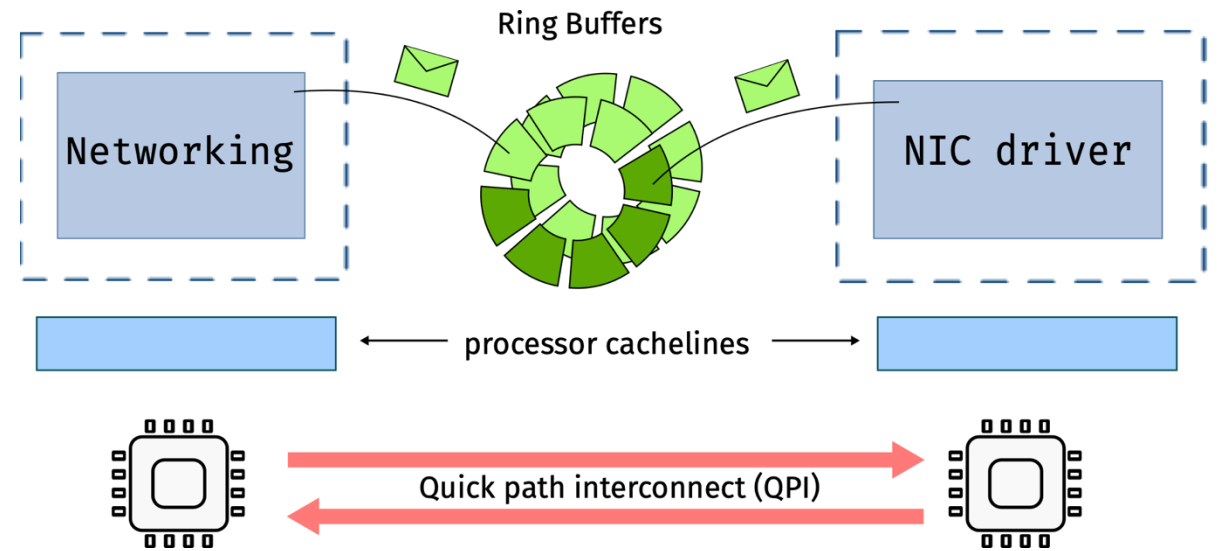 Ring Buffers
Networking
NIC driver
processor cachelines
Quick path interconnect (QPI)